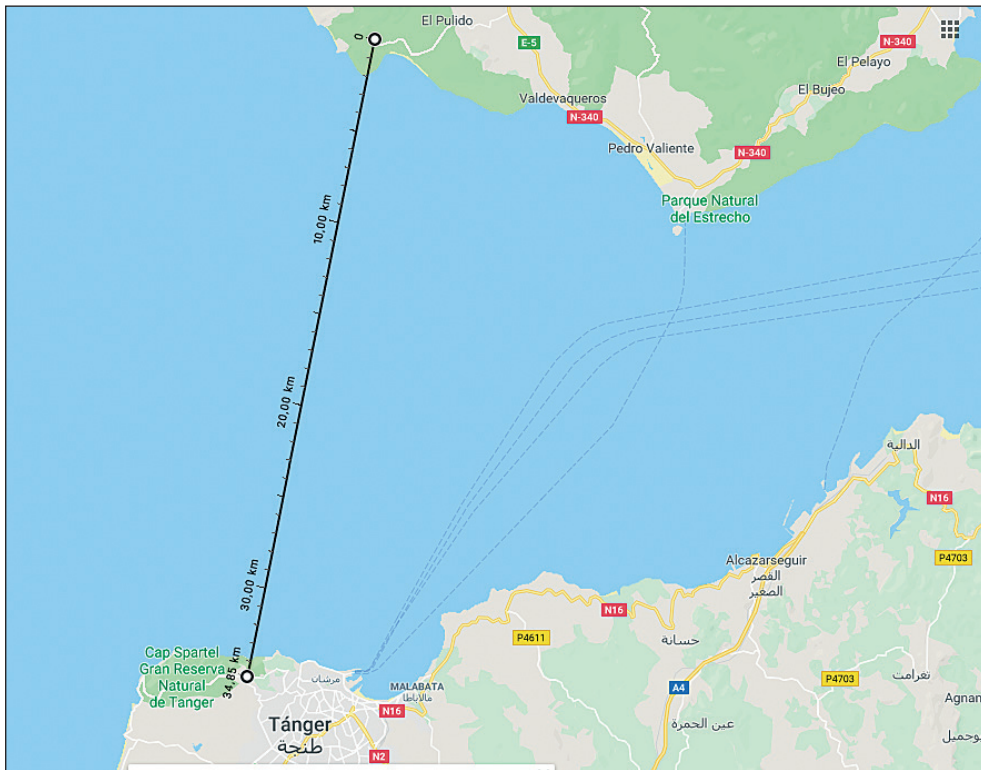 El Pulido
0
E-5
N-340
El Pelayo
El Bujeo
Valdevaqueros
N-340
Pedro Valiente
N-340
Parque Natural
del Estrecho
10,00 km
20,00 km
30,00 km
34,85 km
الدالية
N16
Alcazarseguir
القصر
الصغير
P4703
N16
P4611
حسانة
Cap Spartel
Gran Reserva
Natural
de Tanger
مرشان
MALABATA
مالاباطا
N16
A4
P4703
تغرامت
Agnan
Tánger
طنجة
عين الحمرة
بوجميل
N2